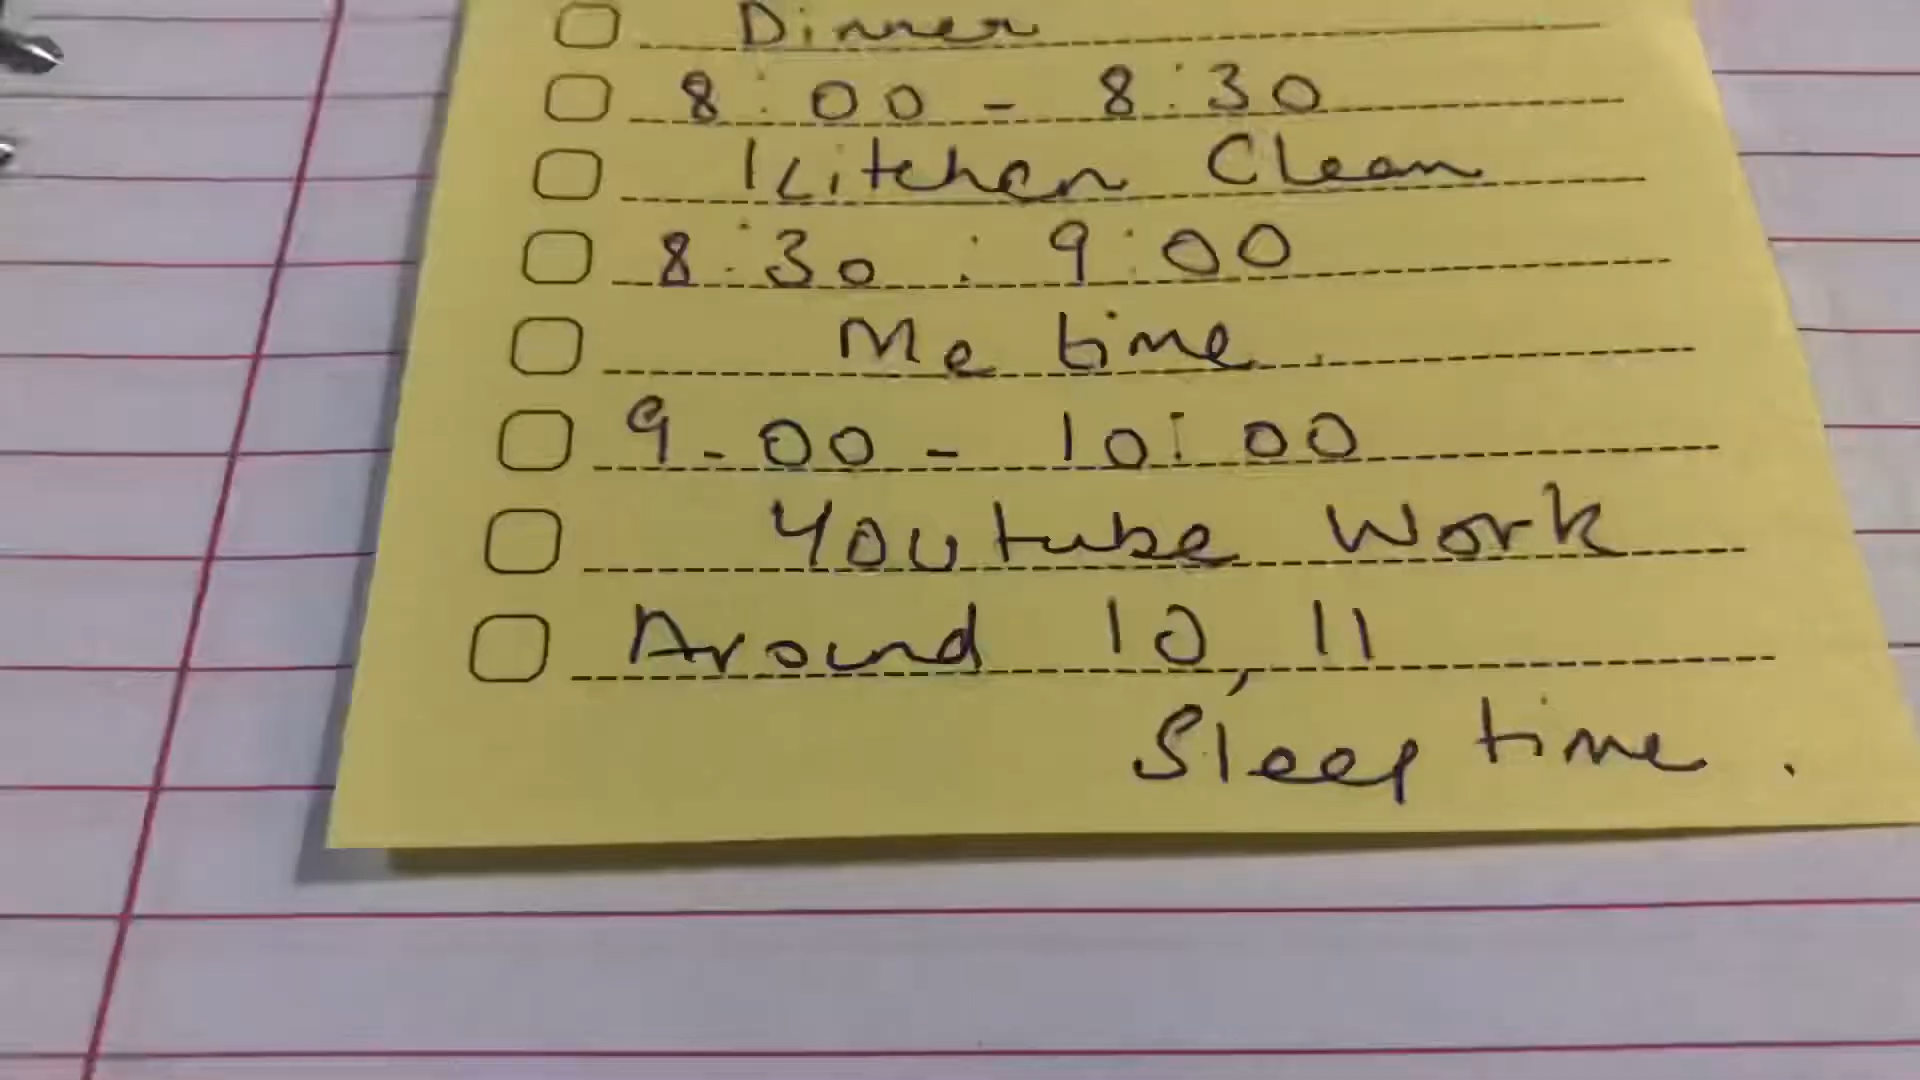 Dinner
8:00 - 8:30
Kitchen Clean
8:30 : 9:00
Me time.
9-00 - 10:00
Youtube Work
Around 10, 11
Sleep time.